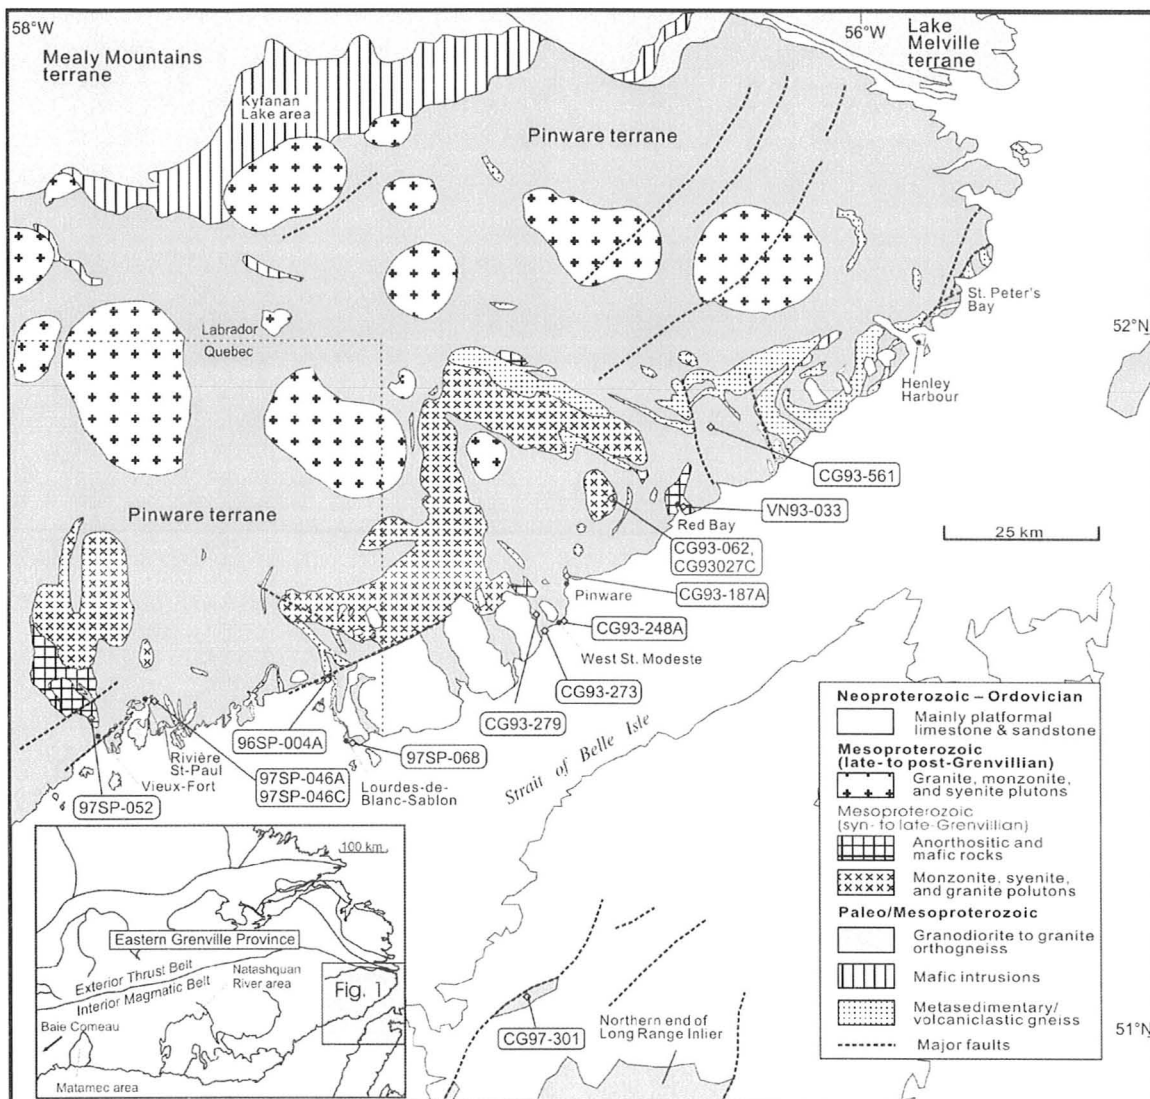 58°W
56°W
Mealy Mountains
terrane
Lake
Melville
terrane
Kyfanan
Lake area
Pinware terrane
St. Peter's
Bay
52°N
Labrador
Quebec
Henley
Harbour
CG93-561
Pinware terrane
VN93-033
Red Bay
25 km
CG93-062,
CG93027C
CG93-187A
Pinware
CG93-248A
West St. Modeste
CG93-273
CG93-279
96SP-004A
97SP-068
Rivière
St-Paul
Vieux-Fort
97SP-046A
97SP-046C
Lourdes-de-
Blanc-Sablon
97SP-052
Strait of Belle Isle
Neoproterozoic – Ordovician
Mainly platformal
limestone & sandstone
Mesoproterozoic
(late- to post-Grenvillian)
Granite, monzonite,
and syenite plutons
Mesoproterozoic
(syn- to late-Grenvillian)
Anorthositic and
mafic rocks
Monzonite, syenite,
and granite polutons
Paleo/Mesoproterozoic
Granodiorite to granite
orthogneiss
Mafic intrusions
Metasedimentary/
volcaniclastic gneiss
Major faults
100 km
Eastern Grenville Province
Exterior Thrust Belt
Interior Magmatic Belt
Natashquan
River area
Fig. 1
Baie Comeau
Matamec area
CG97-301
Northern end of
Long Range Inlier
51°N